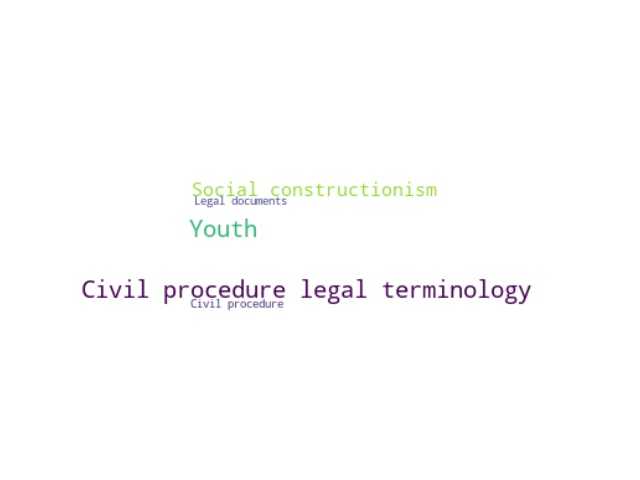 Social constructionism
Legal documents
Youth
Civil procedure legal terminology
Civil procedure